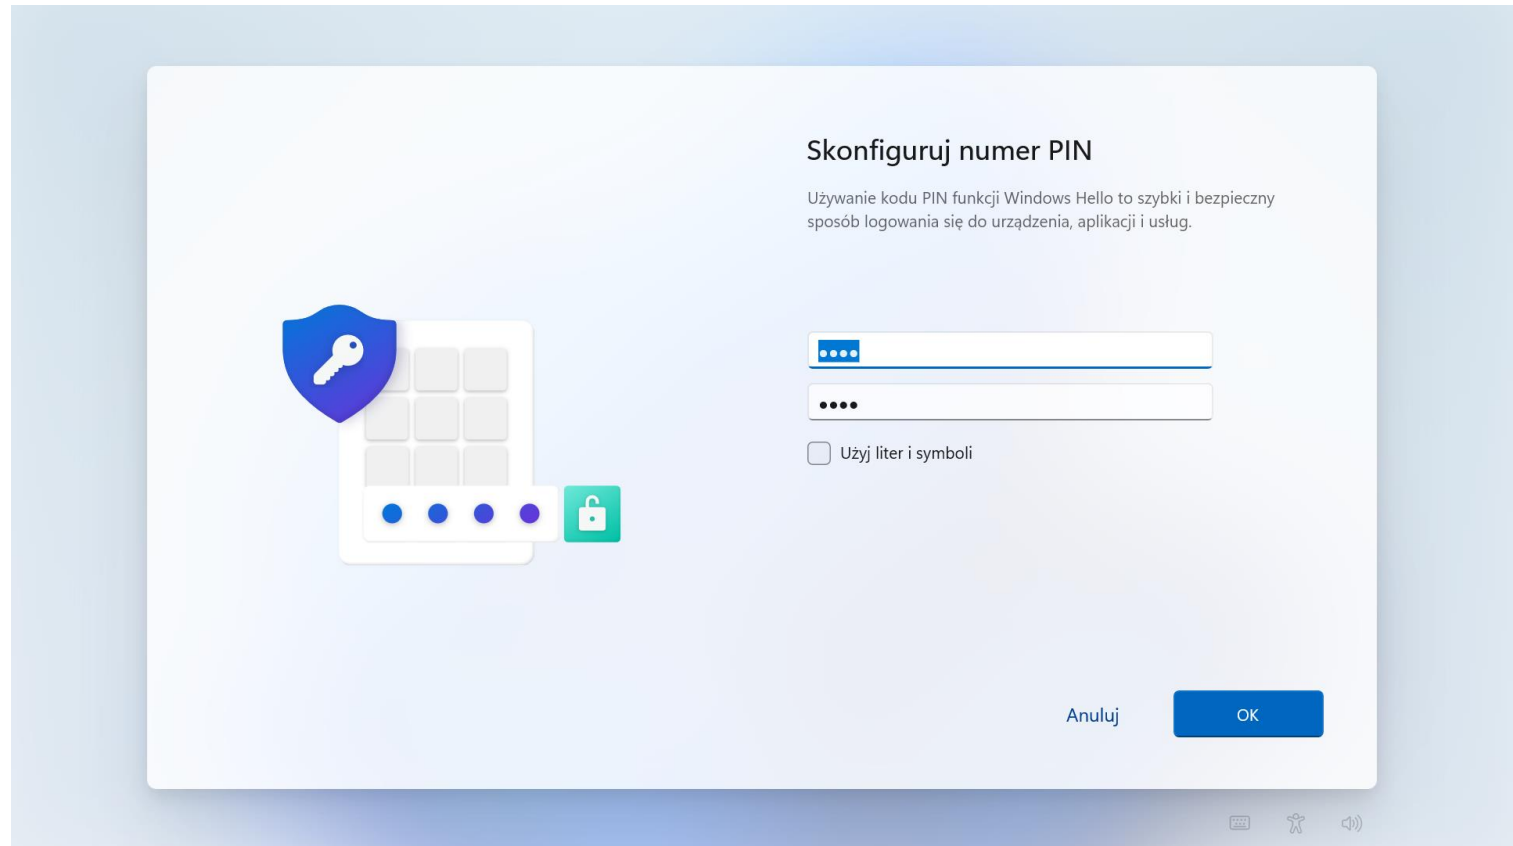 Skonfiguruj numer PIN
Używanie kodu PIN funkcji Windows Hello to szybki i bezpieczny
sposób logowania się do urządzenia, aplikacji i usług.
••••
••••
Użyj liter i symboli
Anuluj
OK